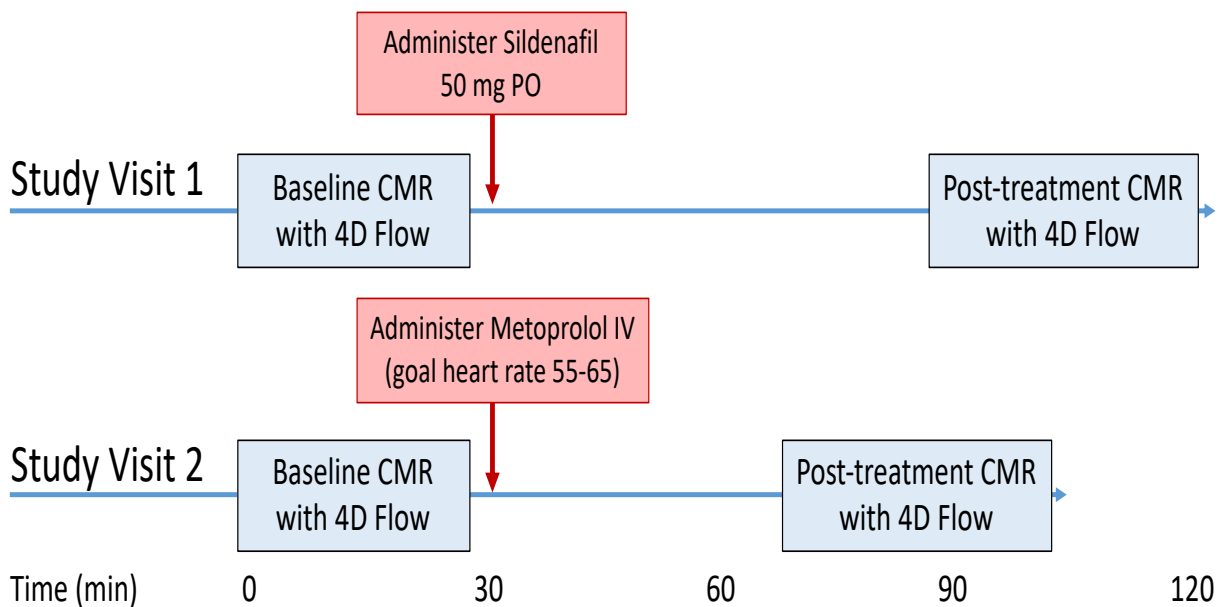 Administer Sildenafil
50 mg PO
Study Visit 1
Baseline CMR
with 4D Flow
Post-treatment CMR
with 4D Flow
Administer Metoprolol IV
(goal heart rate 55-65)
Study Visit 2
Baseline CMR
with 4D Flow
Post-treatment CMR
with 4D Flow
Time (min) 0 30 60 90 120